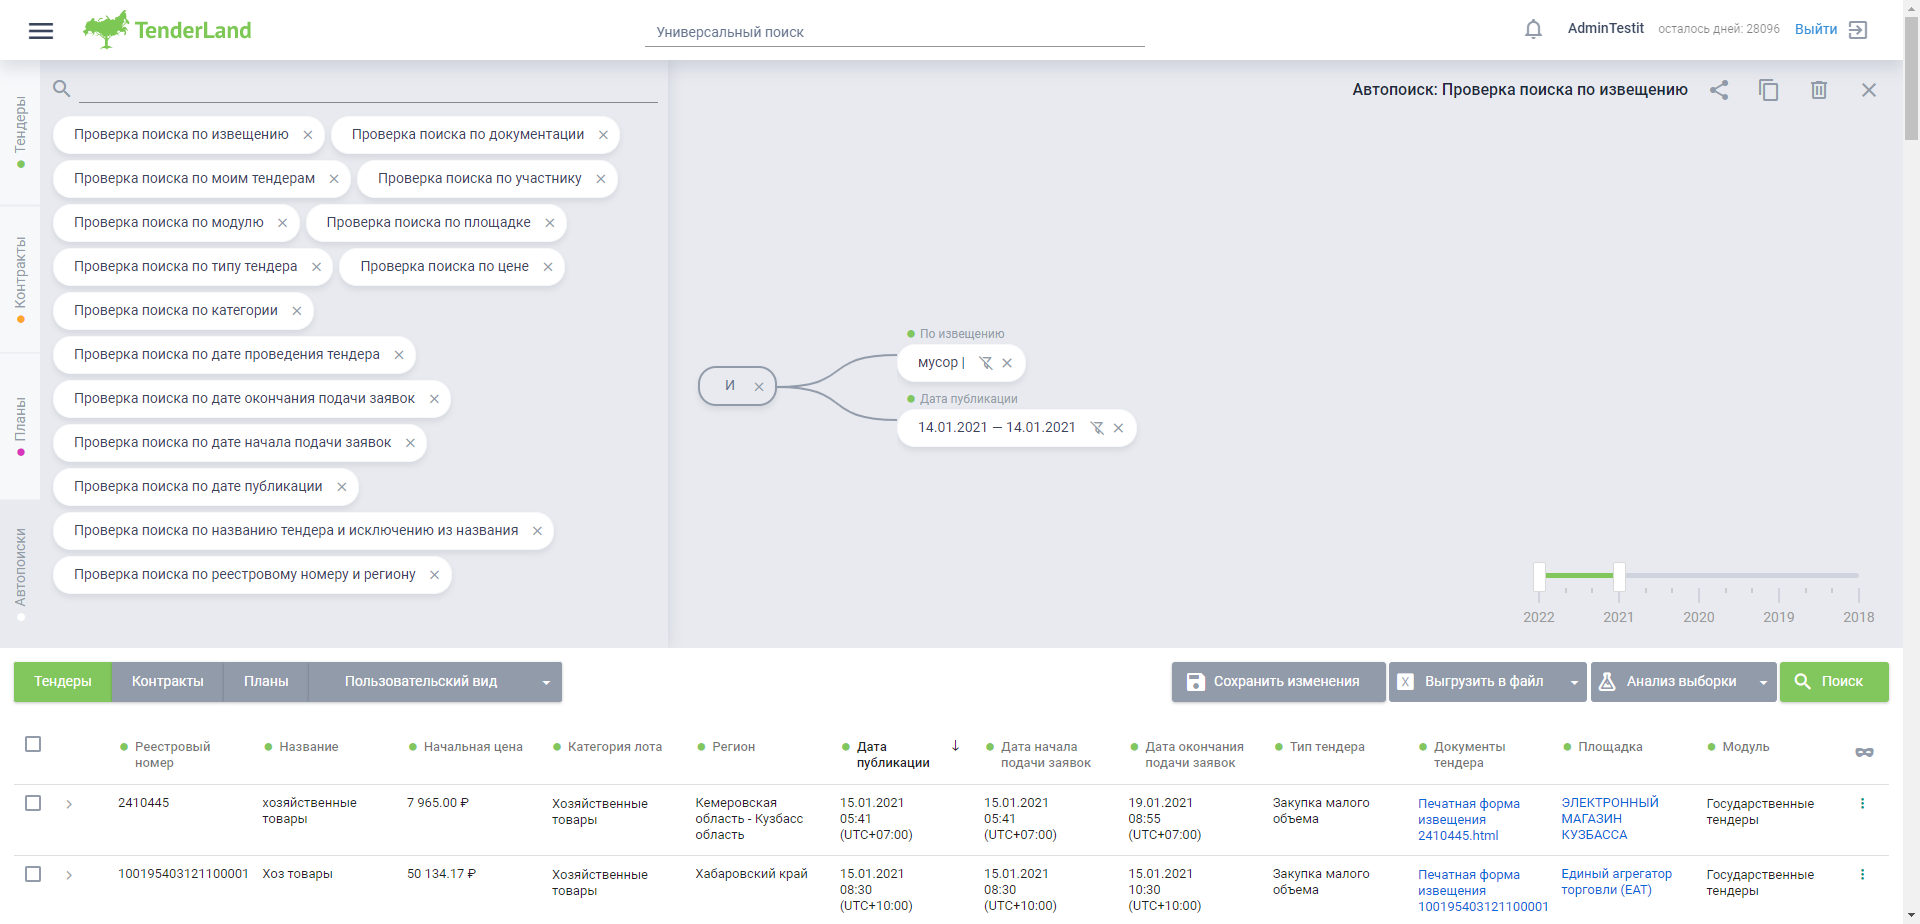 TenderLand
Универсальный поиск
AdminTestit
осталось дней: 28096
Выйти
Тендеры
Контракты
Планы
Автопоиски
Проверка поиска по извещению
Проверка поиска по документации
Проверка поиска по моим тендерам
Проверка поиска по участнику
Проверка поиска по модулю
Проверка поиска по площадке
Проверка поиска по типу тендера
Проверка поиска по цене
Проверка поиска по категории
Проверка поиска по дате проведения тендера
Проверка поиска по дате окончания подачи заявок
Проверка поиска по дате начала подачи заявок
Проверка поиска по дате публикации
Проверка поиска по названию тендера и исключению из названия
Проверка поиска по реестровому номеру и региону
Автопоиск: Проверка поиска по извещению
И
По извещению
мусор |
Дата публикации
14.01.2021 — 14.01.2021
2022 2021 2020 2019 2018
Тендеры
Контракты
Планы
Пользовательский вид
Сохранить изменения
X Выгрузить в файл
Анализ выборки
Поиск
Реестровый
номер
Название
Начальная цена
Категория лота
Регион
Дата
публикации
Дата начала
подачи заявок
Дата окончания
подачи заявок
Тип тендера
Документы
тендера
Площадка
Модуль
2410445
хозяйственные
товары
7 965.00 ₽
Хозяйственные
товары
Кемеровская
область - Кузбасс
область
15.01.2021
05:41
(UTC+07:00)
15.01.2021
05:41
(UTC+07:00)
19.01.2021
08:55
(UTC+07:00)
Закупка малого
объема
Печатная форма
извещения
2410445.html
ЭЛЕКТРОННЫЙ
МАГАЗИН
КУЗБАССА
Государственные
тендеры
100195403121100001
Хоз товары
50 134.17 ₽
Хозяйственные
товары
Хабаровский край
15.01.2021
08:30
(UTC+10:00)
15.01.2021
08:30
(UTC+10:00)
15.01.2021
10:30
(UTC+10:00)
Закупка малого
объема
Печатная форма
извещения
100195403121100001
Единый агрегатор
торговли (ЕАТ)
Государственные
тендеры